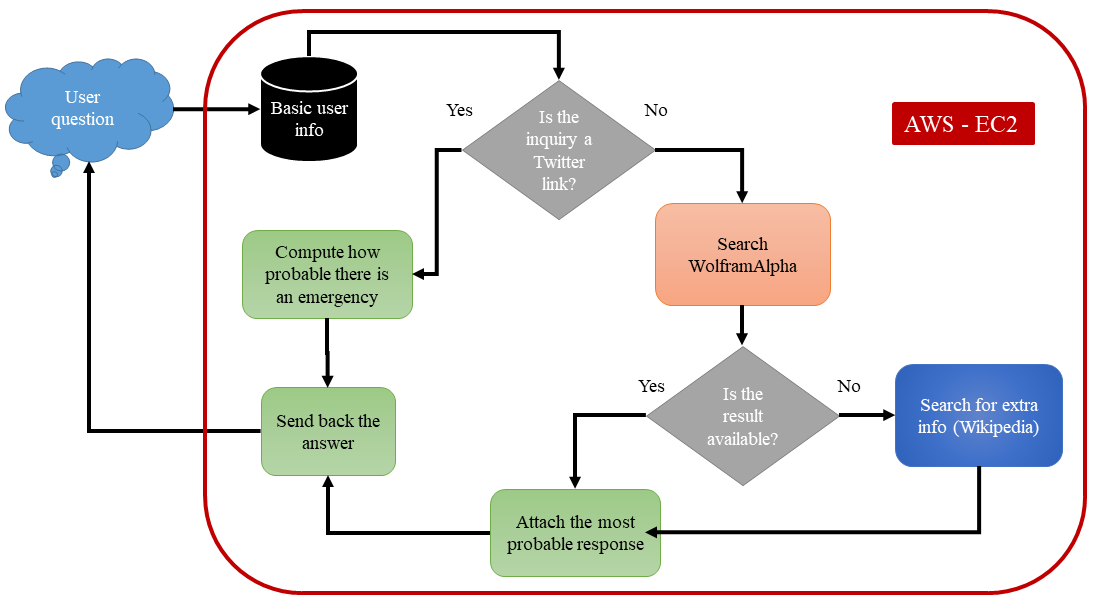 User
question
Basic user
info
Yes
Is the
inquiry a
Twitter
link?
No
AWS - EC2
Compute how
probable there is
an emergency
Search
WolframAlpha
Yes
Is the
result
available?
No
Search for extra
info (Wikipedia)
Send back the
answer
Attach the most
probable response